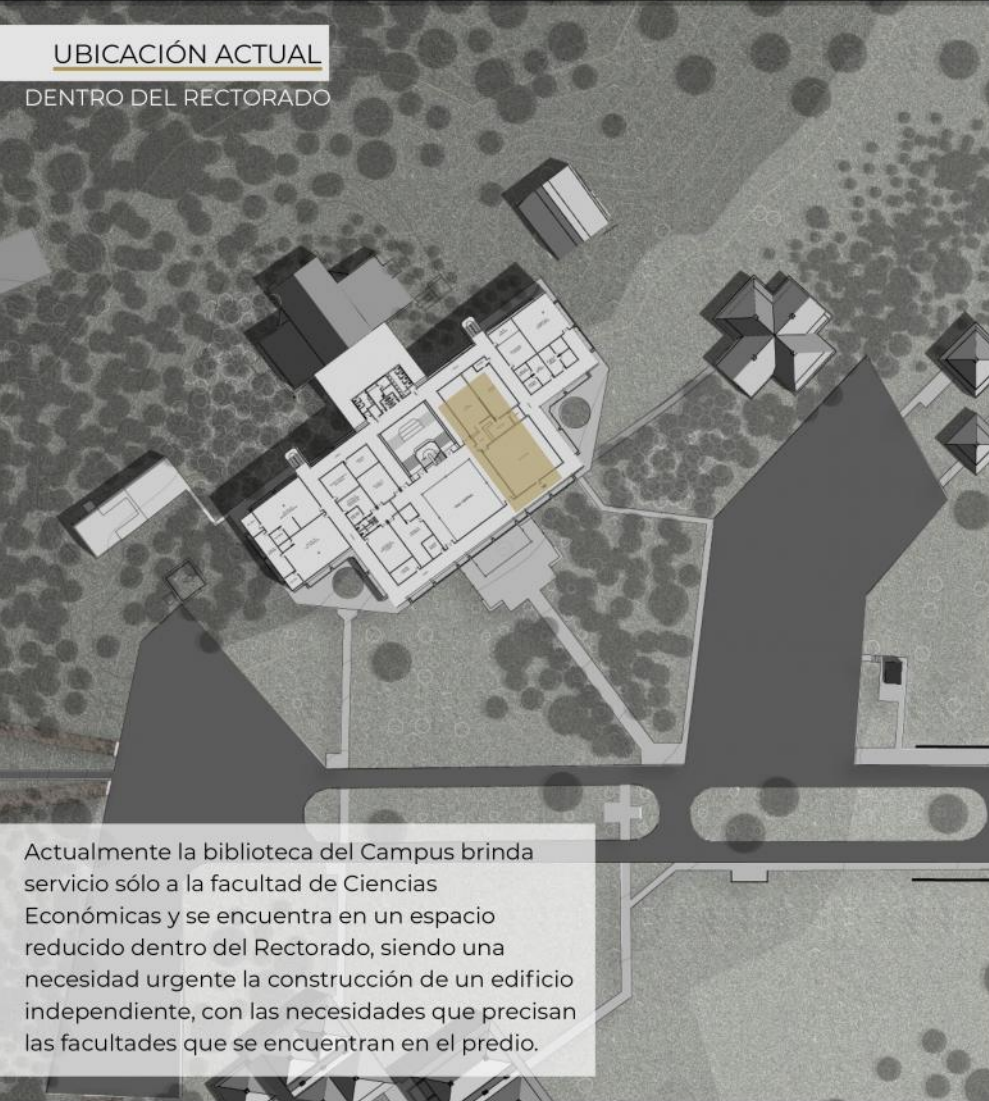 UBICACIÓN ACTUAL
DENTRO DEL RECTORADO
Actualmente la biblioteca del Campus brinda
servicio sólo a la facultad de Ciencias
Económicas y se encuentra en un espacio
reducido dentro del Rectorado, siendo una
necesidad urgente la construcción de un edificio
independiente, con las necesidades que precisan
las facultades que se encuentran en el predio.